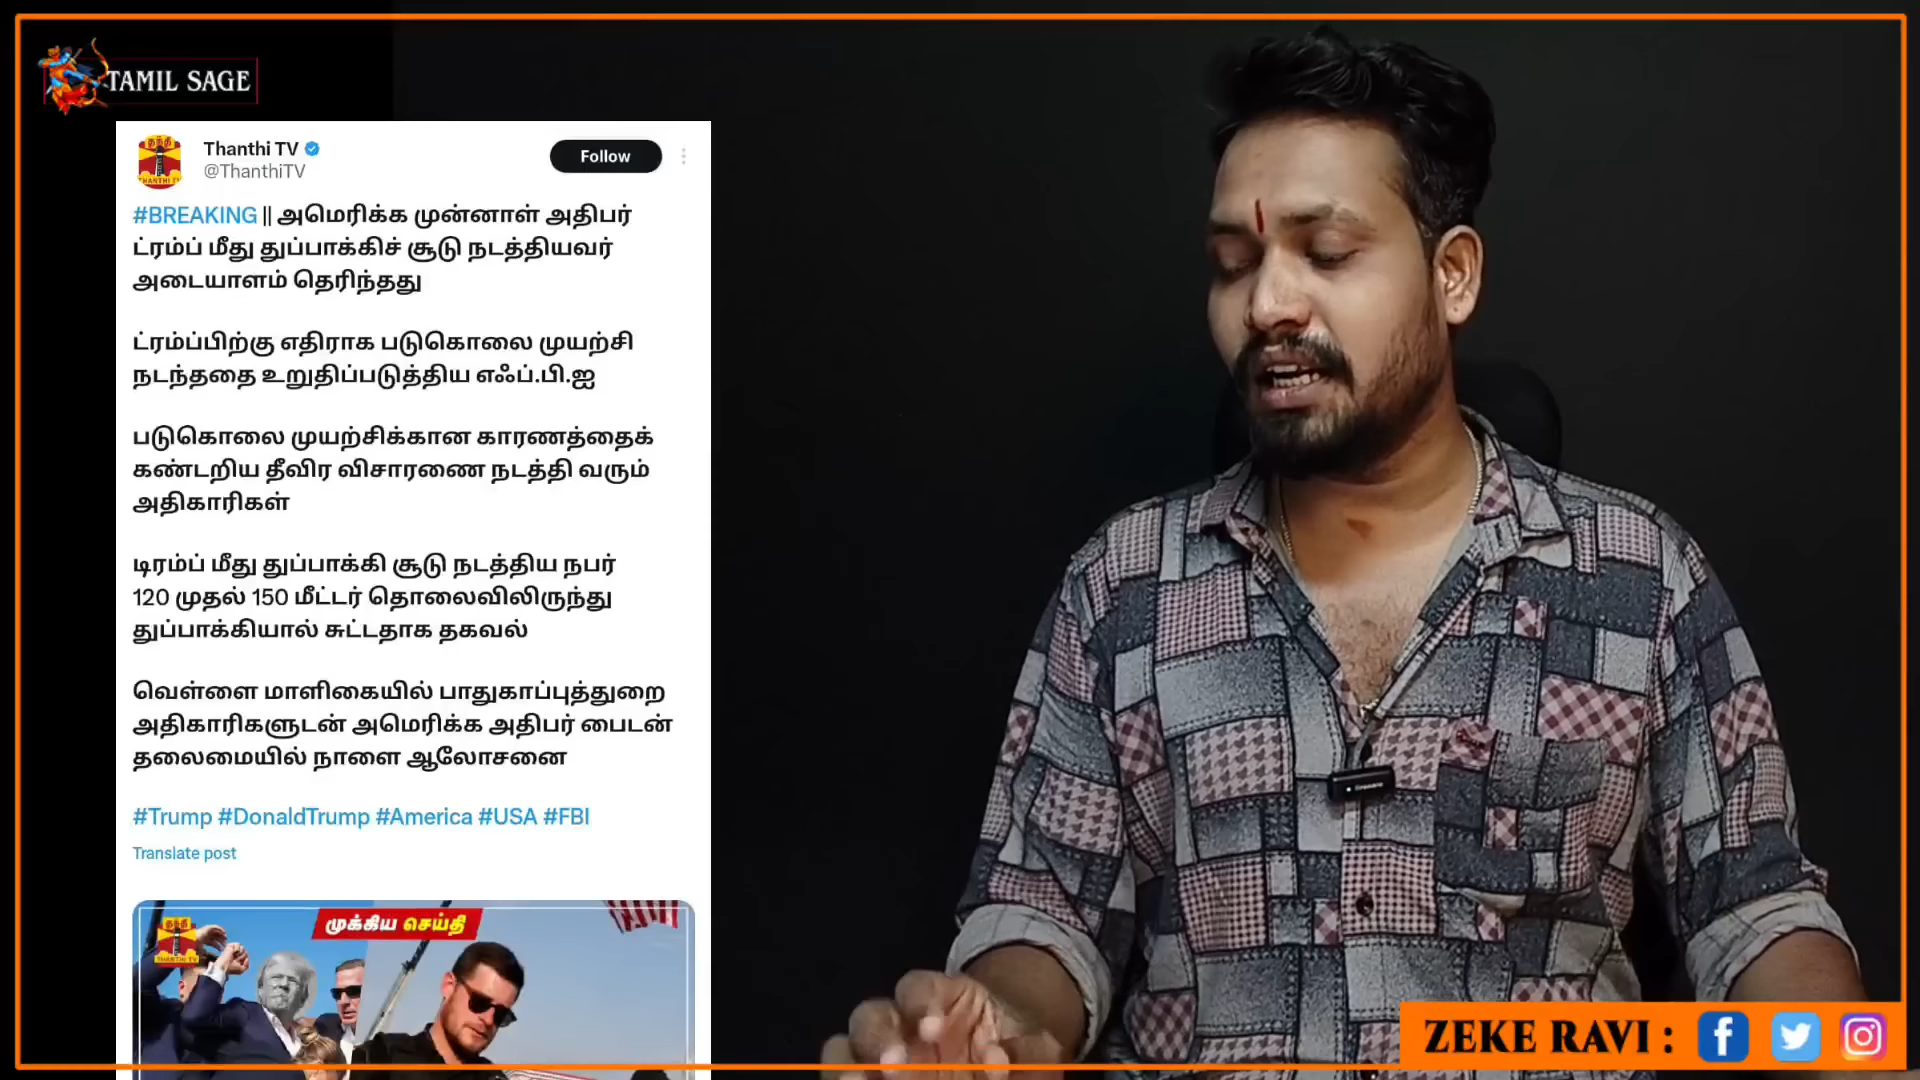 TAMIL SAGE
Thanthi TV
@ThanthiTV
Follow
#BREAKING || அமெரிக்க முன்னாள் அதிபர்
ட்ரம்ப் மீது துப்பாக்கிச் சூடு நடத்தியவர்
அடையாளம் தெரிந்தது
ட்ரம்ப்பிற்கு எதிராக படுகொலை முயற்சி
நடந்ததை உறுதிப்படுத்திய எஃப்.பி.ஐ
படுகொலை முயற்சிக்கான காரணத்தைக்
கண்டறிய தீவிர விசாரணை நடத்தி வரும்
அதிகாரிகள்
டிரம்ப் மீது துப்பாக்கி சூடு நடத்திய நபர்
120 முதல் 150 மீட்டர் தொலைவிலிருந்து
துப்பாக்கியால் சுட்டதாக தகவல்
வெள்ளை மாளிகையில் பாதுகாப்புத்துறை
அதிகாரிகளுடன் அமெரிக்க அதிபர் பைடன்
தலைமையில் நாளை ஆலோசனை
#Trump #DonaldTrump #America #USA #FBI
Translate post
முக்கிய செய்தி
தந்தி
THANTHI TV
ZEKE RAVI :